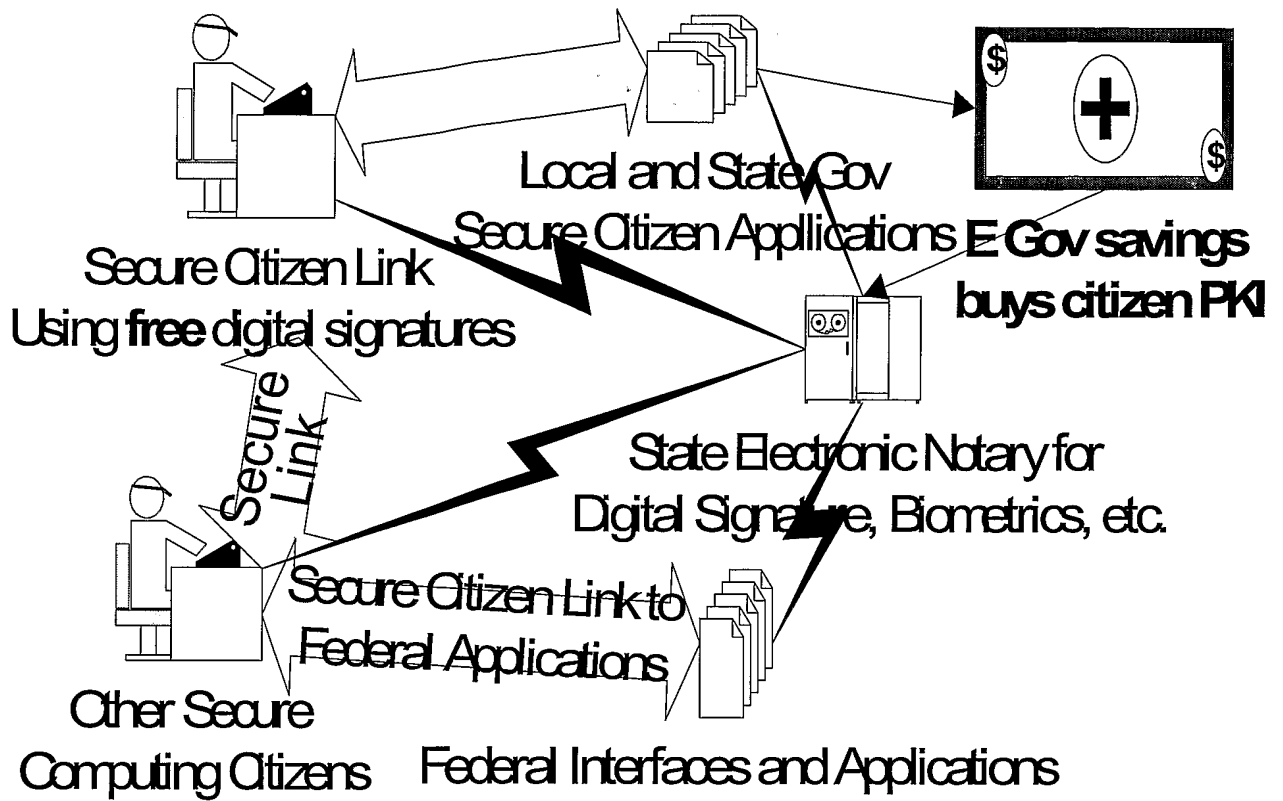 $
$
Local and State Gov
Secure Citizen Appllications
E Gov savings
buys citizen PKI
Secure Citizen Link
Using free digital signatures
Secure
Link
State Electronic Notary for
Digital Signature, Biometrics, etc.
Secure Citizen Link to
Federal Applications
Other Secure
Computing Citizens
Federal Interfaces and Applications